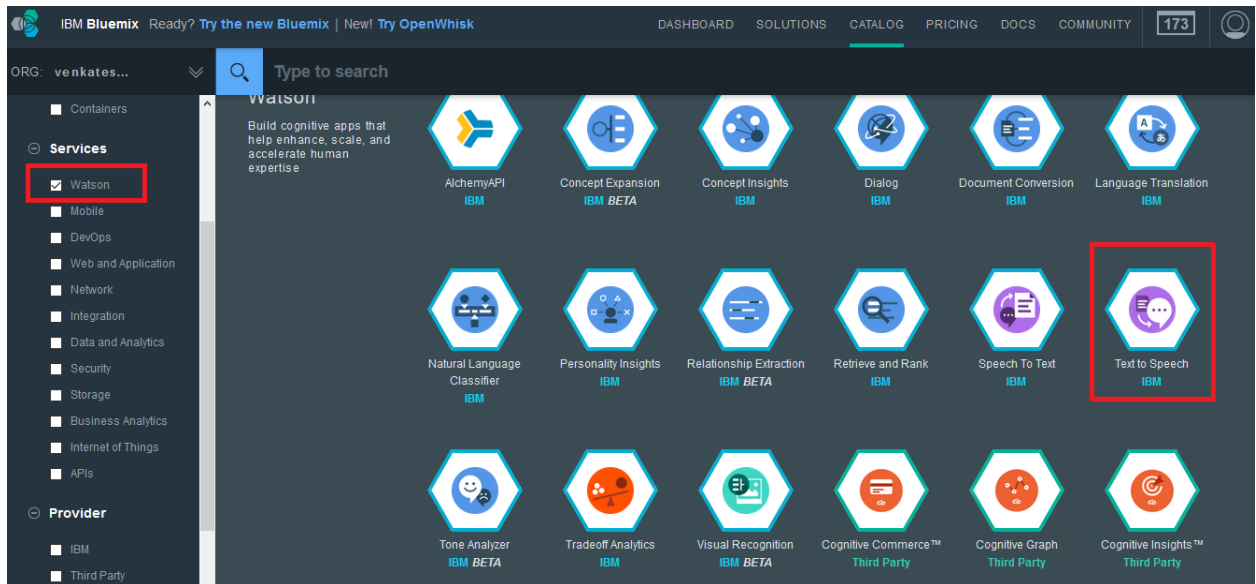 IBM Bluemix Ready? Try the new Bluemix | New! Try OpenWhisk DASHBOARD SOLUTIONS CATALOG PRICING DOCS COMMUNITY 173
ORG: venkates... Type to search
Containers
Services
Watson
Mobile
DevOps
Web and Application
Network
Integration
Data and Analytics
Security
Storage
Business Analytics
Internet of Things
APIs
Provider
IBM
Third Party
Watson
Build cognitive apps that
help enhance, scale, and
accelerate human
expertise
AlchemyAPI
IBM
Concept Expansion
IBM BETA
Concept Insights
IBM
Dialog
IBM
Document Conversion
IBM
Language Translation
IBM
Natural Language
Classifier
IBM
Personality Insights
IBM
Relationship Extraction
IBM BETA
Retrieve and Rank
IBM
Speech To Text
IBM
Text to Speech
IBM
Tone Analyzer
IBM BETA
Tradeoff Analytics
IBM
Visual Recognition
IBM BETA
Cognitive Commerce™
Third Party
Cognitive Graph
Third Party
Cognitive Insights™
Third Party